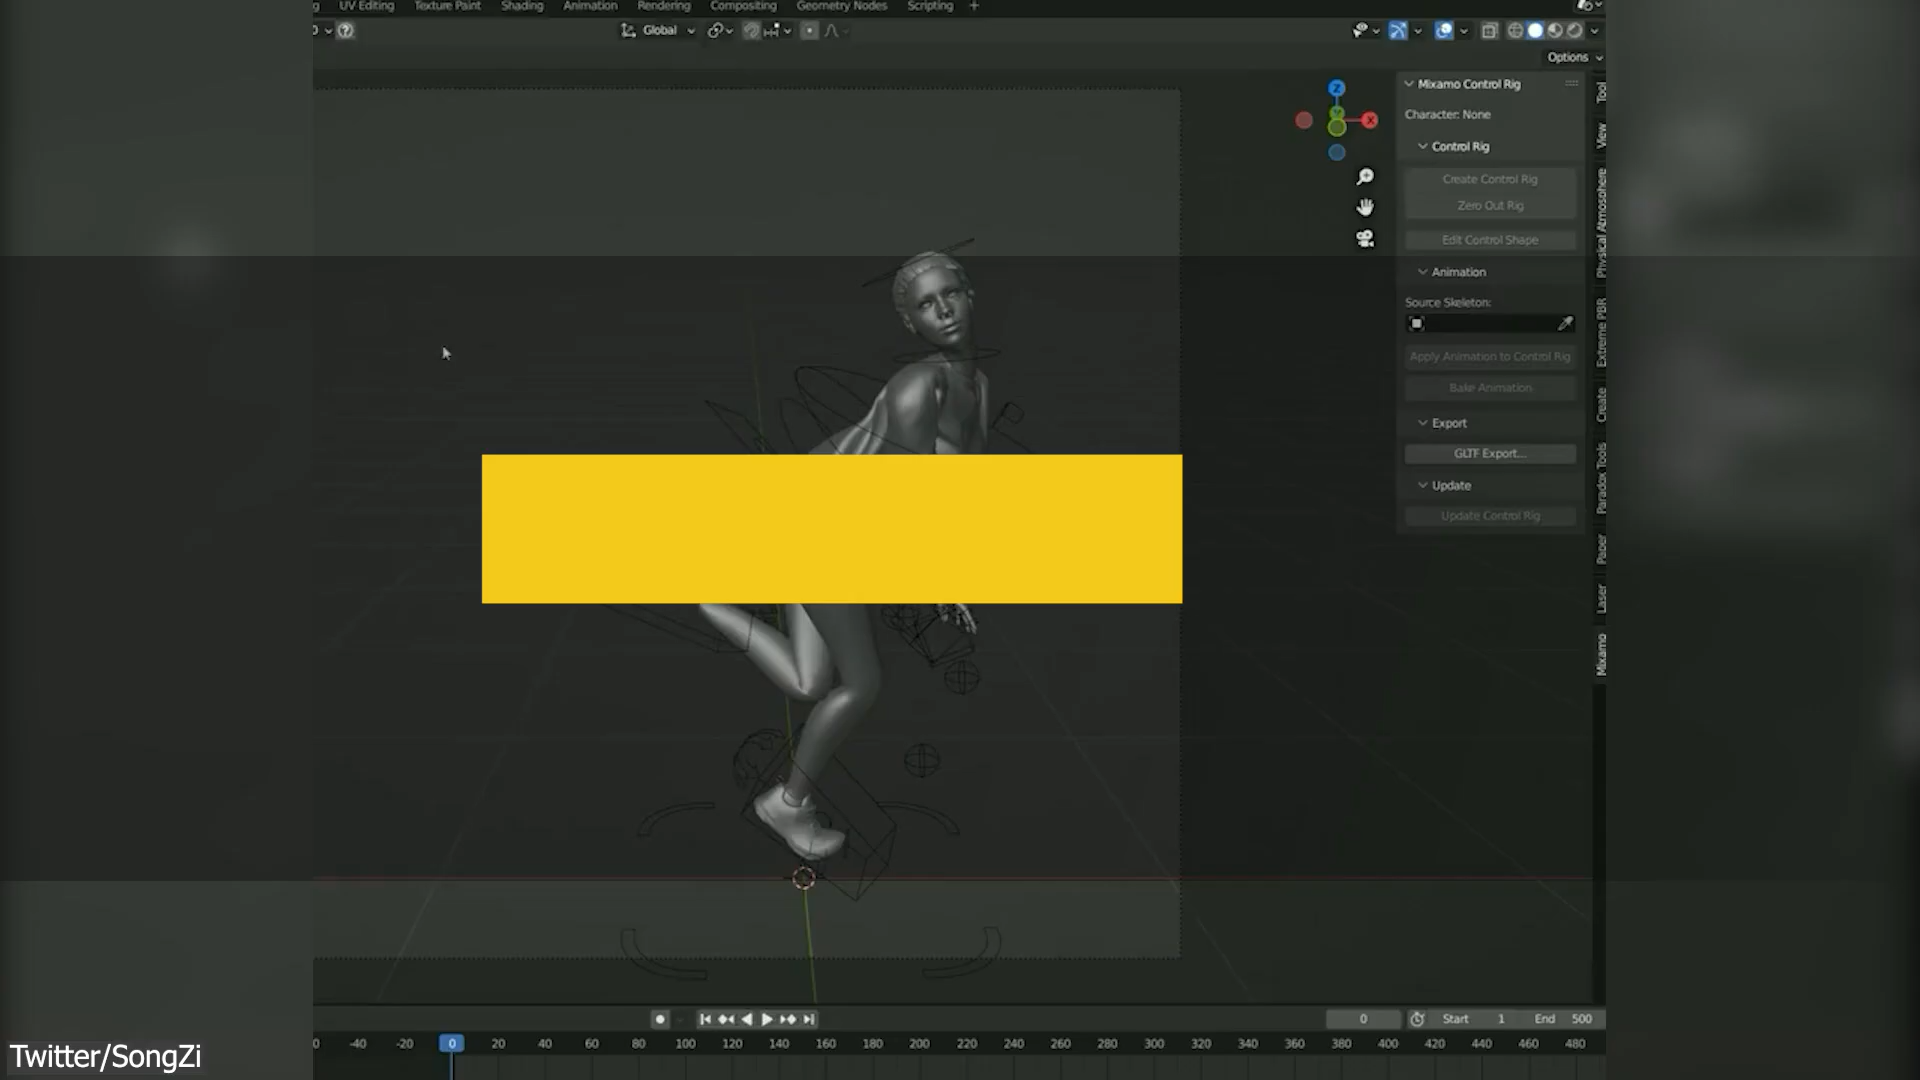 UV Editing Texture Paint Shading Animation Rendering Compositing Geometry Nodes Scripting +
Global
Options
Z
X
Mixamo Control Rig
Character: None
Control Rig
Create Control Rig
Zero Out Rig
Edit Control Shape
Animation
Source Skeleton:
Apply Animation to Control Rig
Bake Animation
Export
GLTF Export...
Update
Update Control Rig
Tool
View
Physical Atmosphere
Extreme PBR
Create
Paradox Tools
Paper
Laser
Mixamo
0 Start 1 End 500
-40 -20 0 20 40 60 80 100 120 140 160 180 200 220 240 260 280 300 320 340 360 380 400 420 440 460 480
Twitter/SongZi